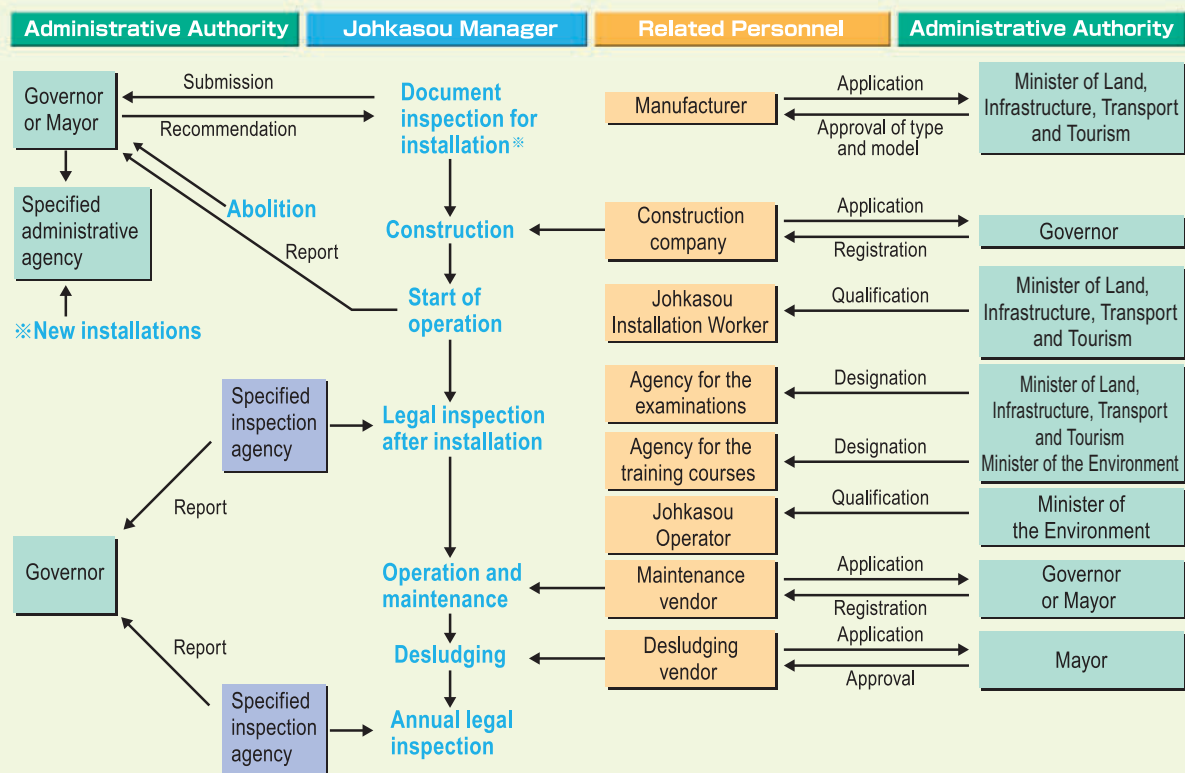 Administrative Authority
Johkasou Manager
Related Personnel
Administrative Authority
Governor
or Mayor
Submission
Recommendation
Document
inspection for
installation※
Manufacturer
Application
Approval of type
and model
Minister of Land,
Infrastructure, Transport
and Tourism
Specified
administrative
agency
Abolition
Report
Construction
Construction
company
Application
Registration
Governor
※New installations
Start of
operation
Johkasou
Installation Worker
Qualification
Minister of Land,
Infrastructure, Transport
and Tourism
Specified
inspection
agency
Legal inspection
after installation
Agency for the
examinations
Designation
Agency for the
training courses
Designation
Minister of Land,
Infrastructure, Transport
and Tourism
Minister of the Environment
Report
Johkasou
Operator
Qualification
Minister of
the Environment
Governor
Operation and
maintenance
Maintenance
vendor
Application
Registration
Governor
or Mayor
Report
Desludging
Desludging
vendor
Application
Approval
Mayor
Specified
inspection
agency
Annual legal
inspection